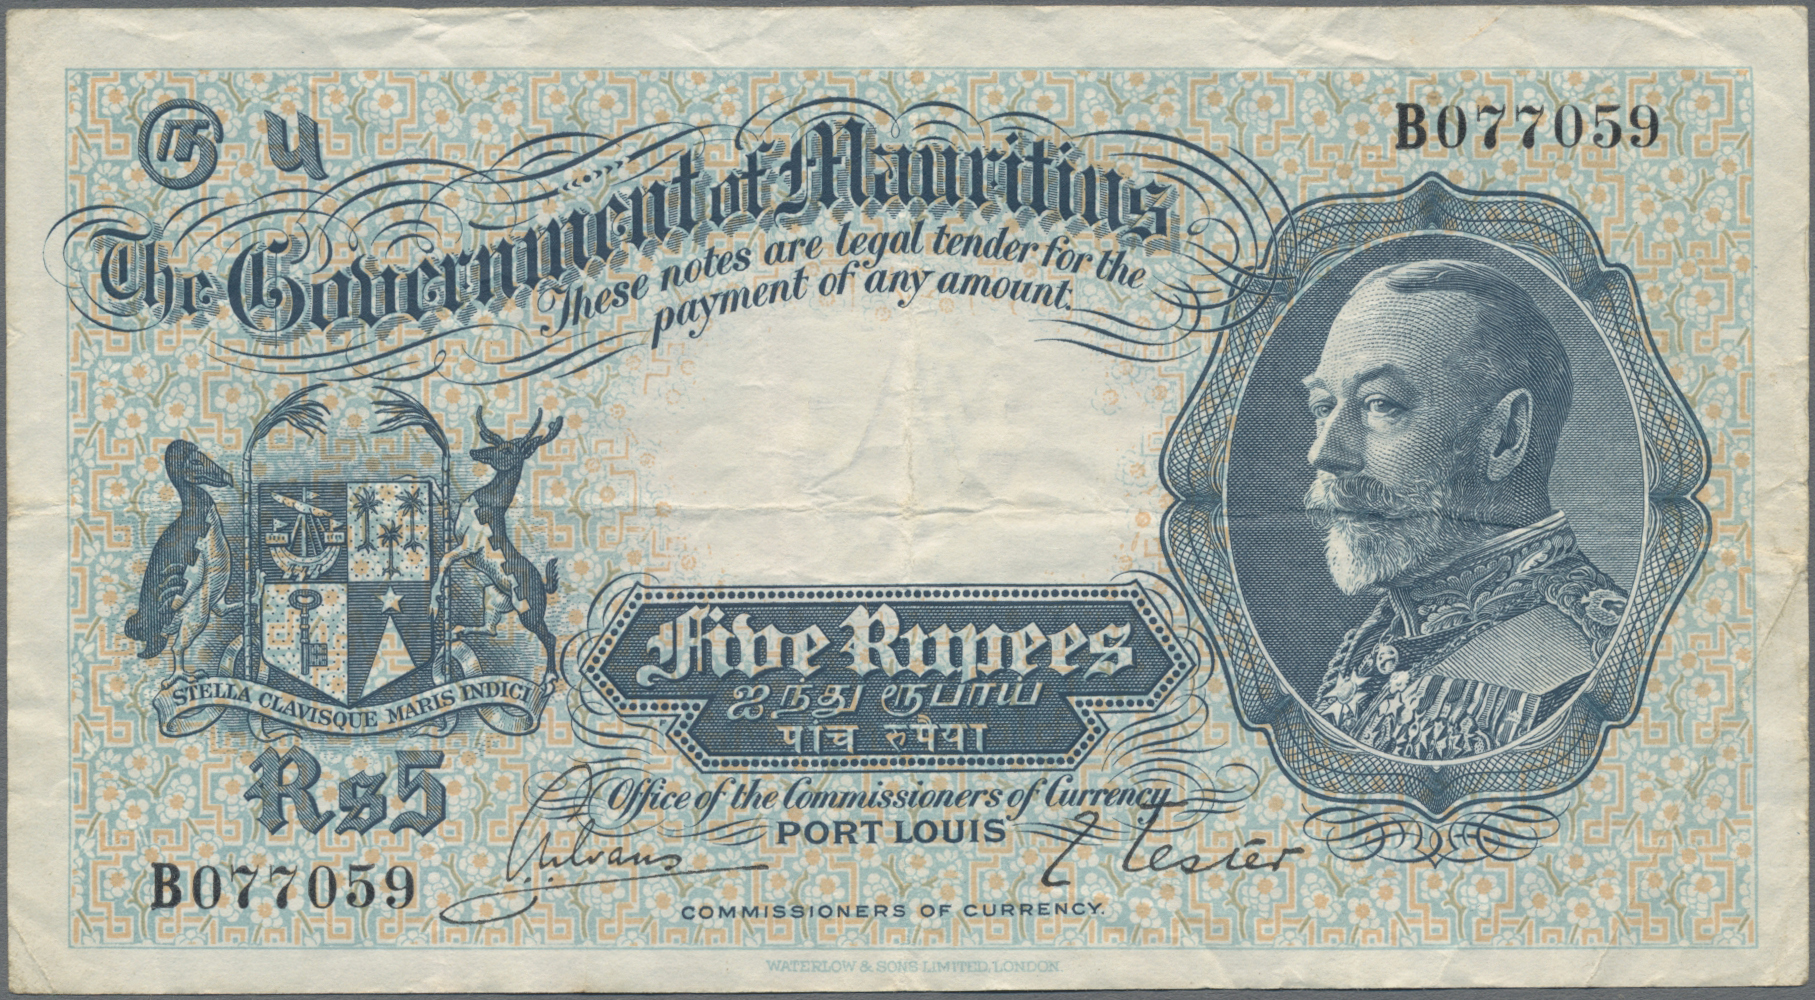 B077059
The Government of Mauritius
These notes are legal tender for the
payment of any amount.
STELLA CLAVISQUE MARIS INDICI
Five Rupees
ஐந்து ரூபாய்
पांच रुपैया
Rs5
Office of the Commissioners of Currency
PORT LOUIS
B077059
COMMISSIONERS OF CURRENCY.
WATERLOW & SONS LIMITED, LONDON.